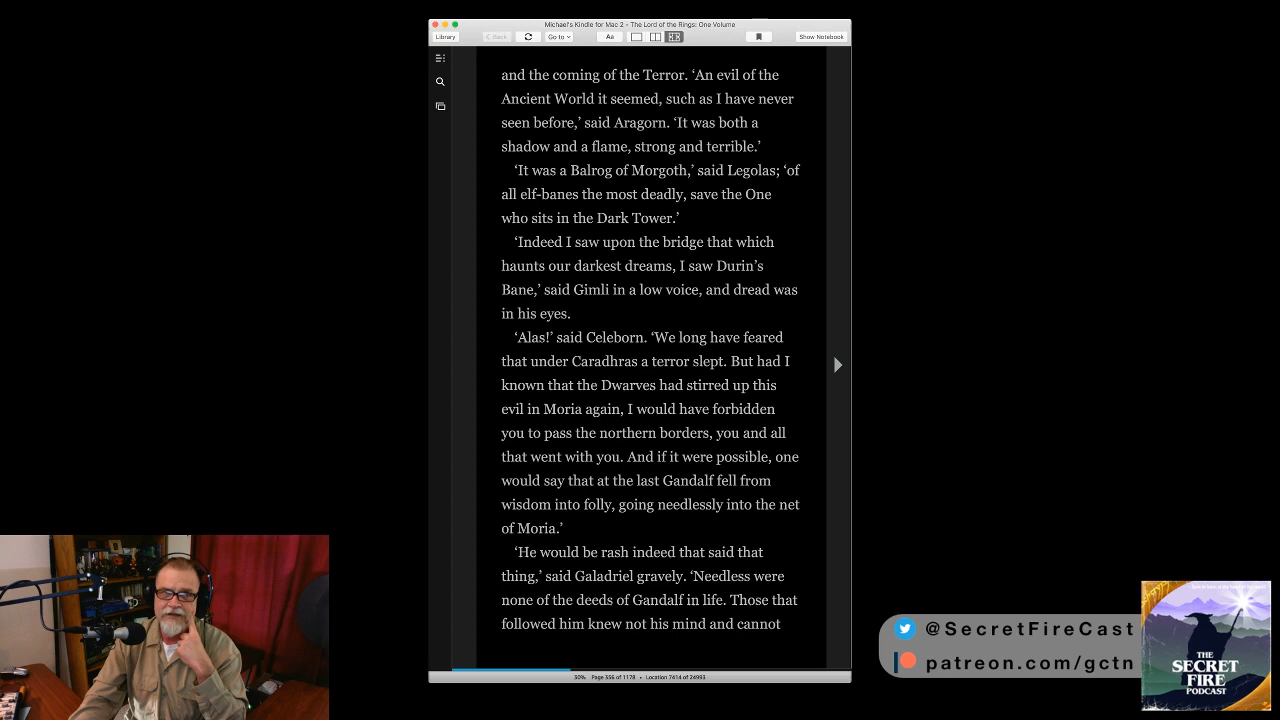 Michael's Kindle for Mac 2 - The Lord of the Rings: One Volume
Library
Back
Go to
Aa
Show Notebook
and the coming of the Terror. ‘An evil of the
Ancient World it seemed, such as I have never
seen before,’ said Aragorn. ‘It was both a
shadow and a flame, strong and terrible.’
‘It was a Balrog of Morgoth,’ said Legolas; ‘of
all elf-banes the most deadly, save the One
who sits in the Dark Tower.’
‘Indeed I saw upon the bridge that which
haunts our darkest dreams, I saw Durin’s
Bane,’ said Gimli in a low voice, and dread was
in his eyes.
‘Alas!’ said Celeborn. ‘We long have feared
that under Caradhras a terror slept. But had I
known that the Dwarves had stirred up this
evil in Moria again, I would have forbidden
you to pass the northern borders, you and all
that went with you. And if it were possible, one
would say that at the last Gandalf fell from
wisdom into folly, going needlessly into the net
of Moria.’
‘He would be rash indeed that said that
thing,’ said Galadriel gravely. ‘Needless were
none of the deeds of Gandalf in life. Those that
followed him knew not his mind and cannot
30% Page 356 of 1178 • Location 7414 of 24993
@SecretFireCast
patreon.com/gctn
THE
SECRET
FIRE
PODCAST